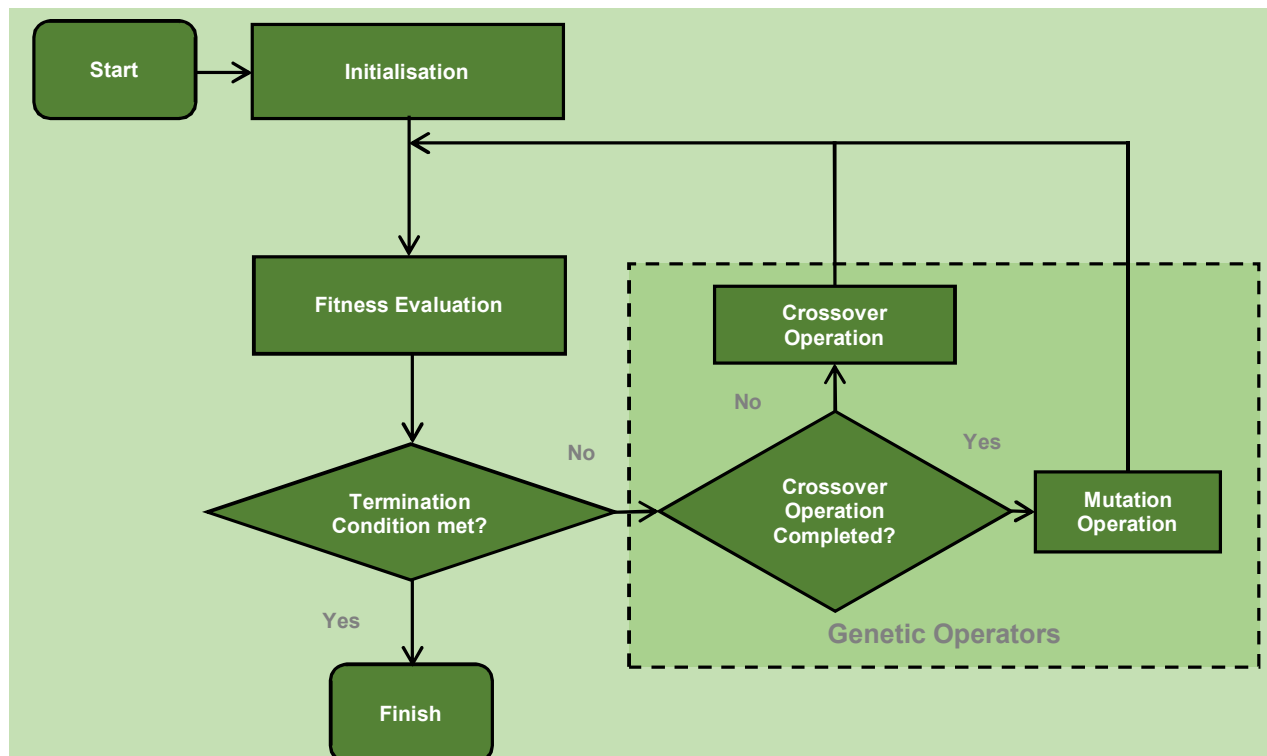 Start
Initialisation
Fitness Evaluation
Crossover
Operation
No
Yes
No
Termination
Condition met?
Crossover
Operation
Completed?
Mutation
Operation
Yes
Genetic Operators
Finish